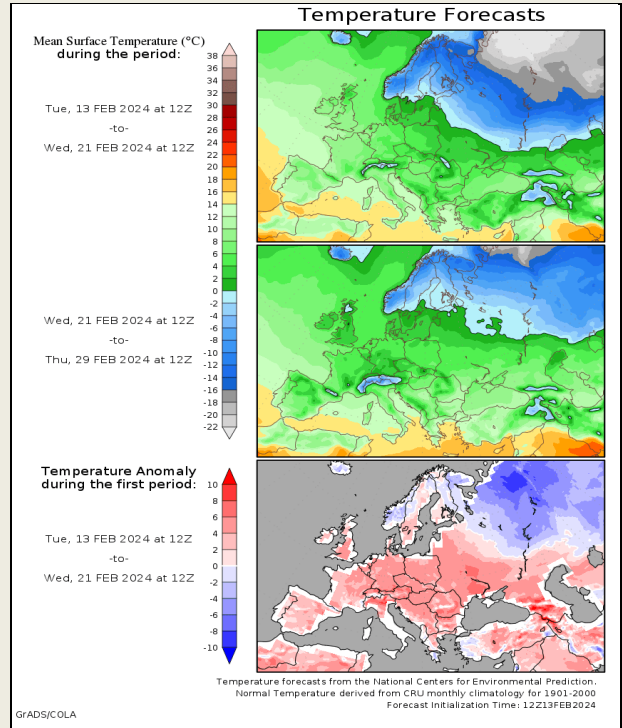 Temperature Forecasts
Mean Surface Temperature (°C)
during the period:
38
36
34
32
30
28
26
24
22
20
18
16
14
12
10
8
6
4
2
0
-2
-4
-6
-8
-10
-12
-14
-16
-18
-20
-22
Tue, 13 FEB 2024 at 12Z
-to-
Wed, 21 FEB 2024 at 12Z
Wed, 21 FEB 2024 at 12Z
-to-
Thu, 29 FEB 2024 at 12Z
Temperature Anomaly
during the first period:
10
8
6
4
2
0
-2
-4
-6
-8
-10
Tue, 13 FEB 2024 at 12Z
-to-
Wed, 21 FEB 2024 at 12Z
Temperature forecasts from the National Centers for Environmental Prediction.
Normal Temperature derived from CRU monthly climatology for 1901-2000
Forecast Initialization Time: 12Z13FEB2024
GrADS/COLA